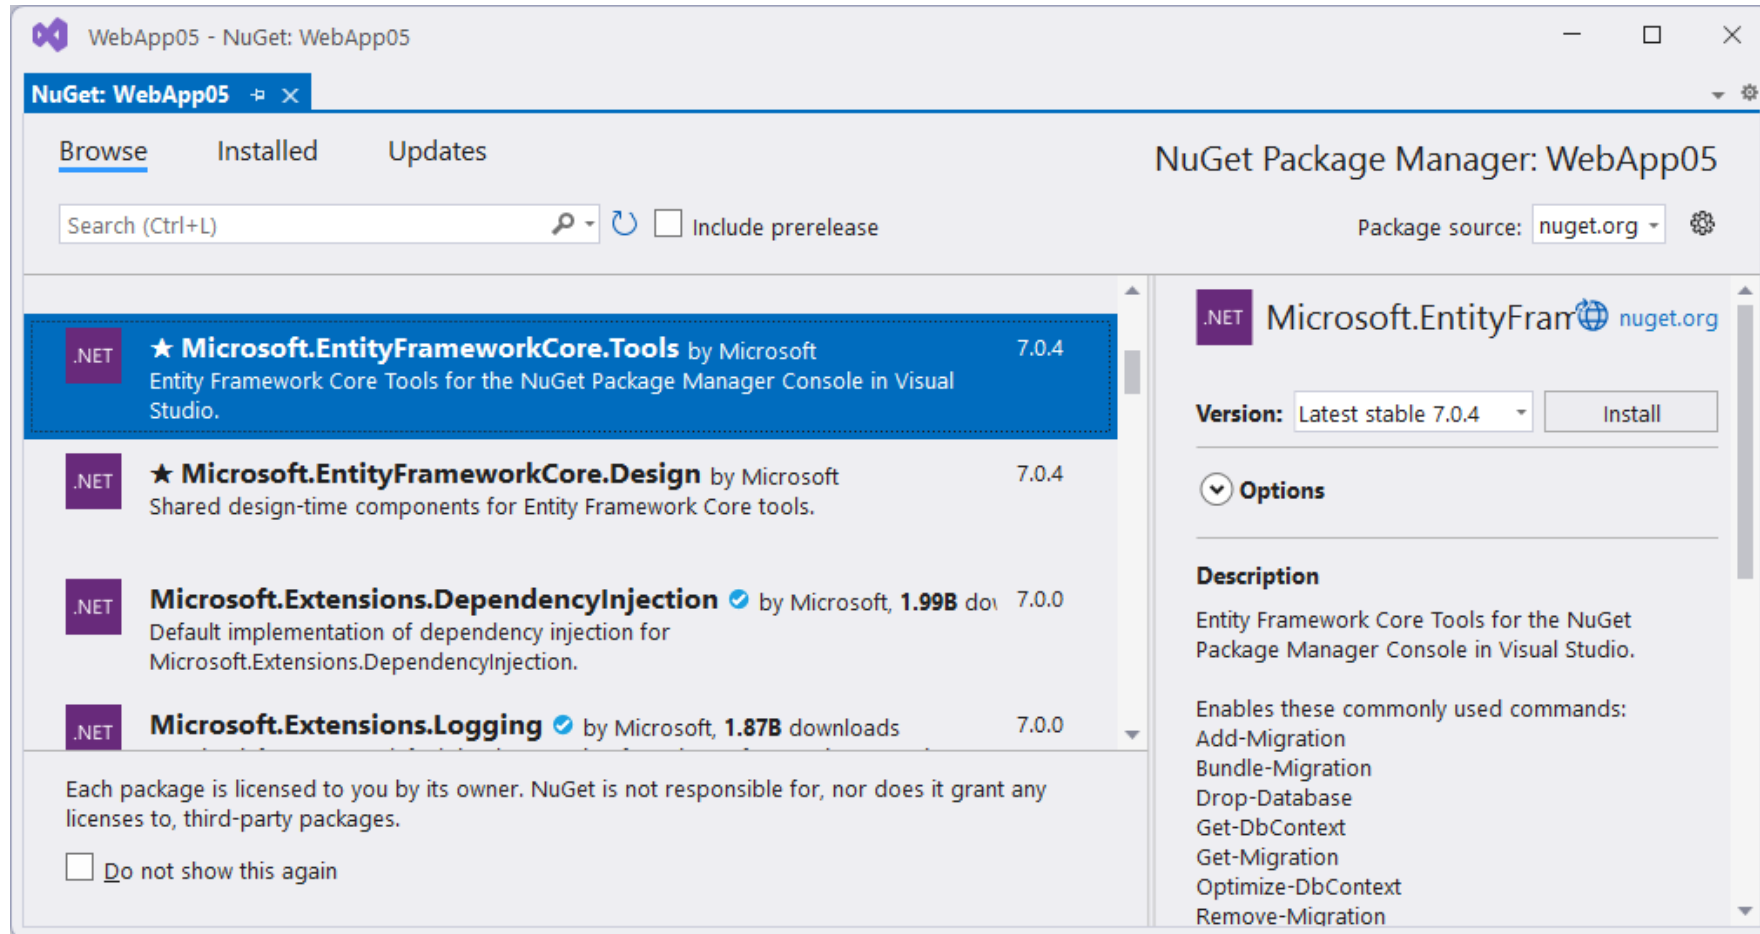 WebApp05 - NuGet: WebApp05
NuGet: WebApp05
Browse Installed Updates
NuGet Package Manager: WebApp05
Search (Ctrl+L)
Include prerelease
Package source: nuget.org
.NET
★ Microsoft.EntityFrameworkCore.Tools by Microsoft 7.0.4
Entity Framework Core Tools for the NuGet Package Manager Console in Visual
Studio.
.NET
★ Microsoft.EntityFrameworkCore.Design by Microsoft 7.0.4
Shared design-time components for Entity Framework Core tools.
.NET
Microsoft.Extensions.DependencyInjection by Microsoft, 1.99B dov 7.0.0
Default implementation of dependency injection for
Microsoft.Extensions.DependencyInjection.
.NET
Microsoft.Extensions.Logging by Microsoft, 1.87B downloads 7.0.0
Each package is licensed to you by its owner. NuGet is not responsible for, nor does it grant any
licenses to, third-party packages.
Do not show this again
.NET
Microsoft.EntityFram nuget.org
Version: Latest stable 7.0.4 Install
Options
Description
Entity Framework Core Tools for the NuGet
Package Manager Console in Visual Studio.
Enables these commonly used commands:
Add-Migration
Bundle-Migration
Drop-Database
Get-DbContext
Get-Migration
Optimize-DbContext
Remove-Migration